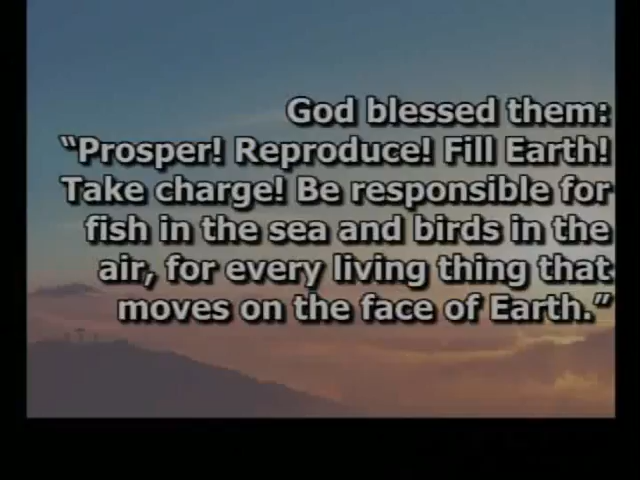 God blessed them:
“Prosper! Reproduce! Fill Earth!
Take charge! Be responsible for
fish in the sea and birds in the
air, for every living thing that
moves on the face of Earth.”